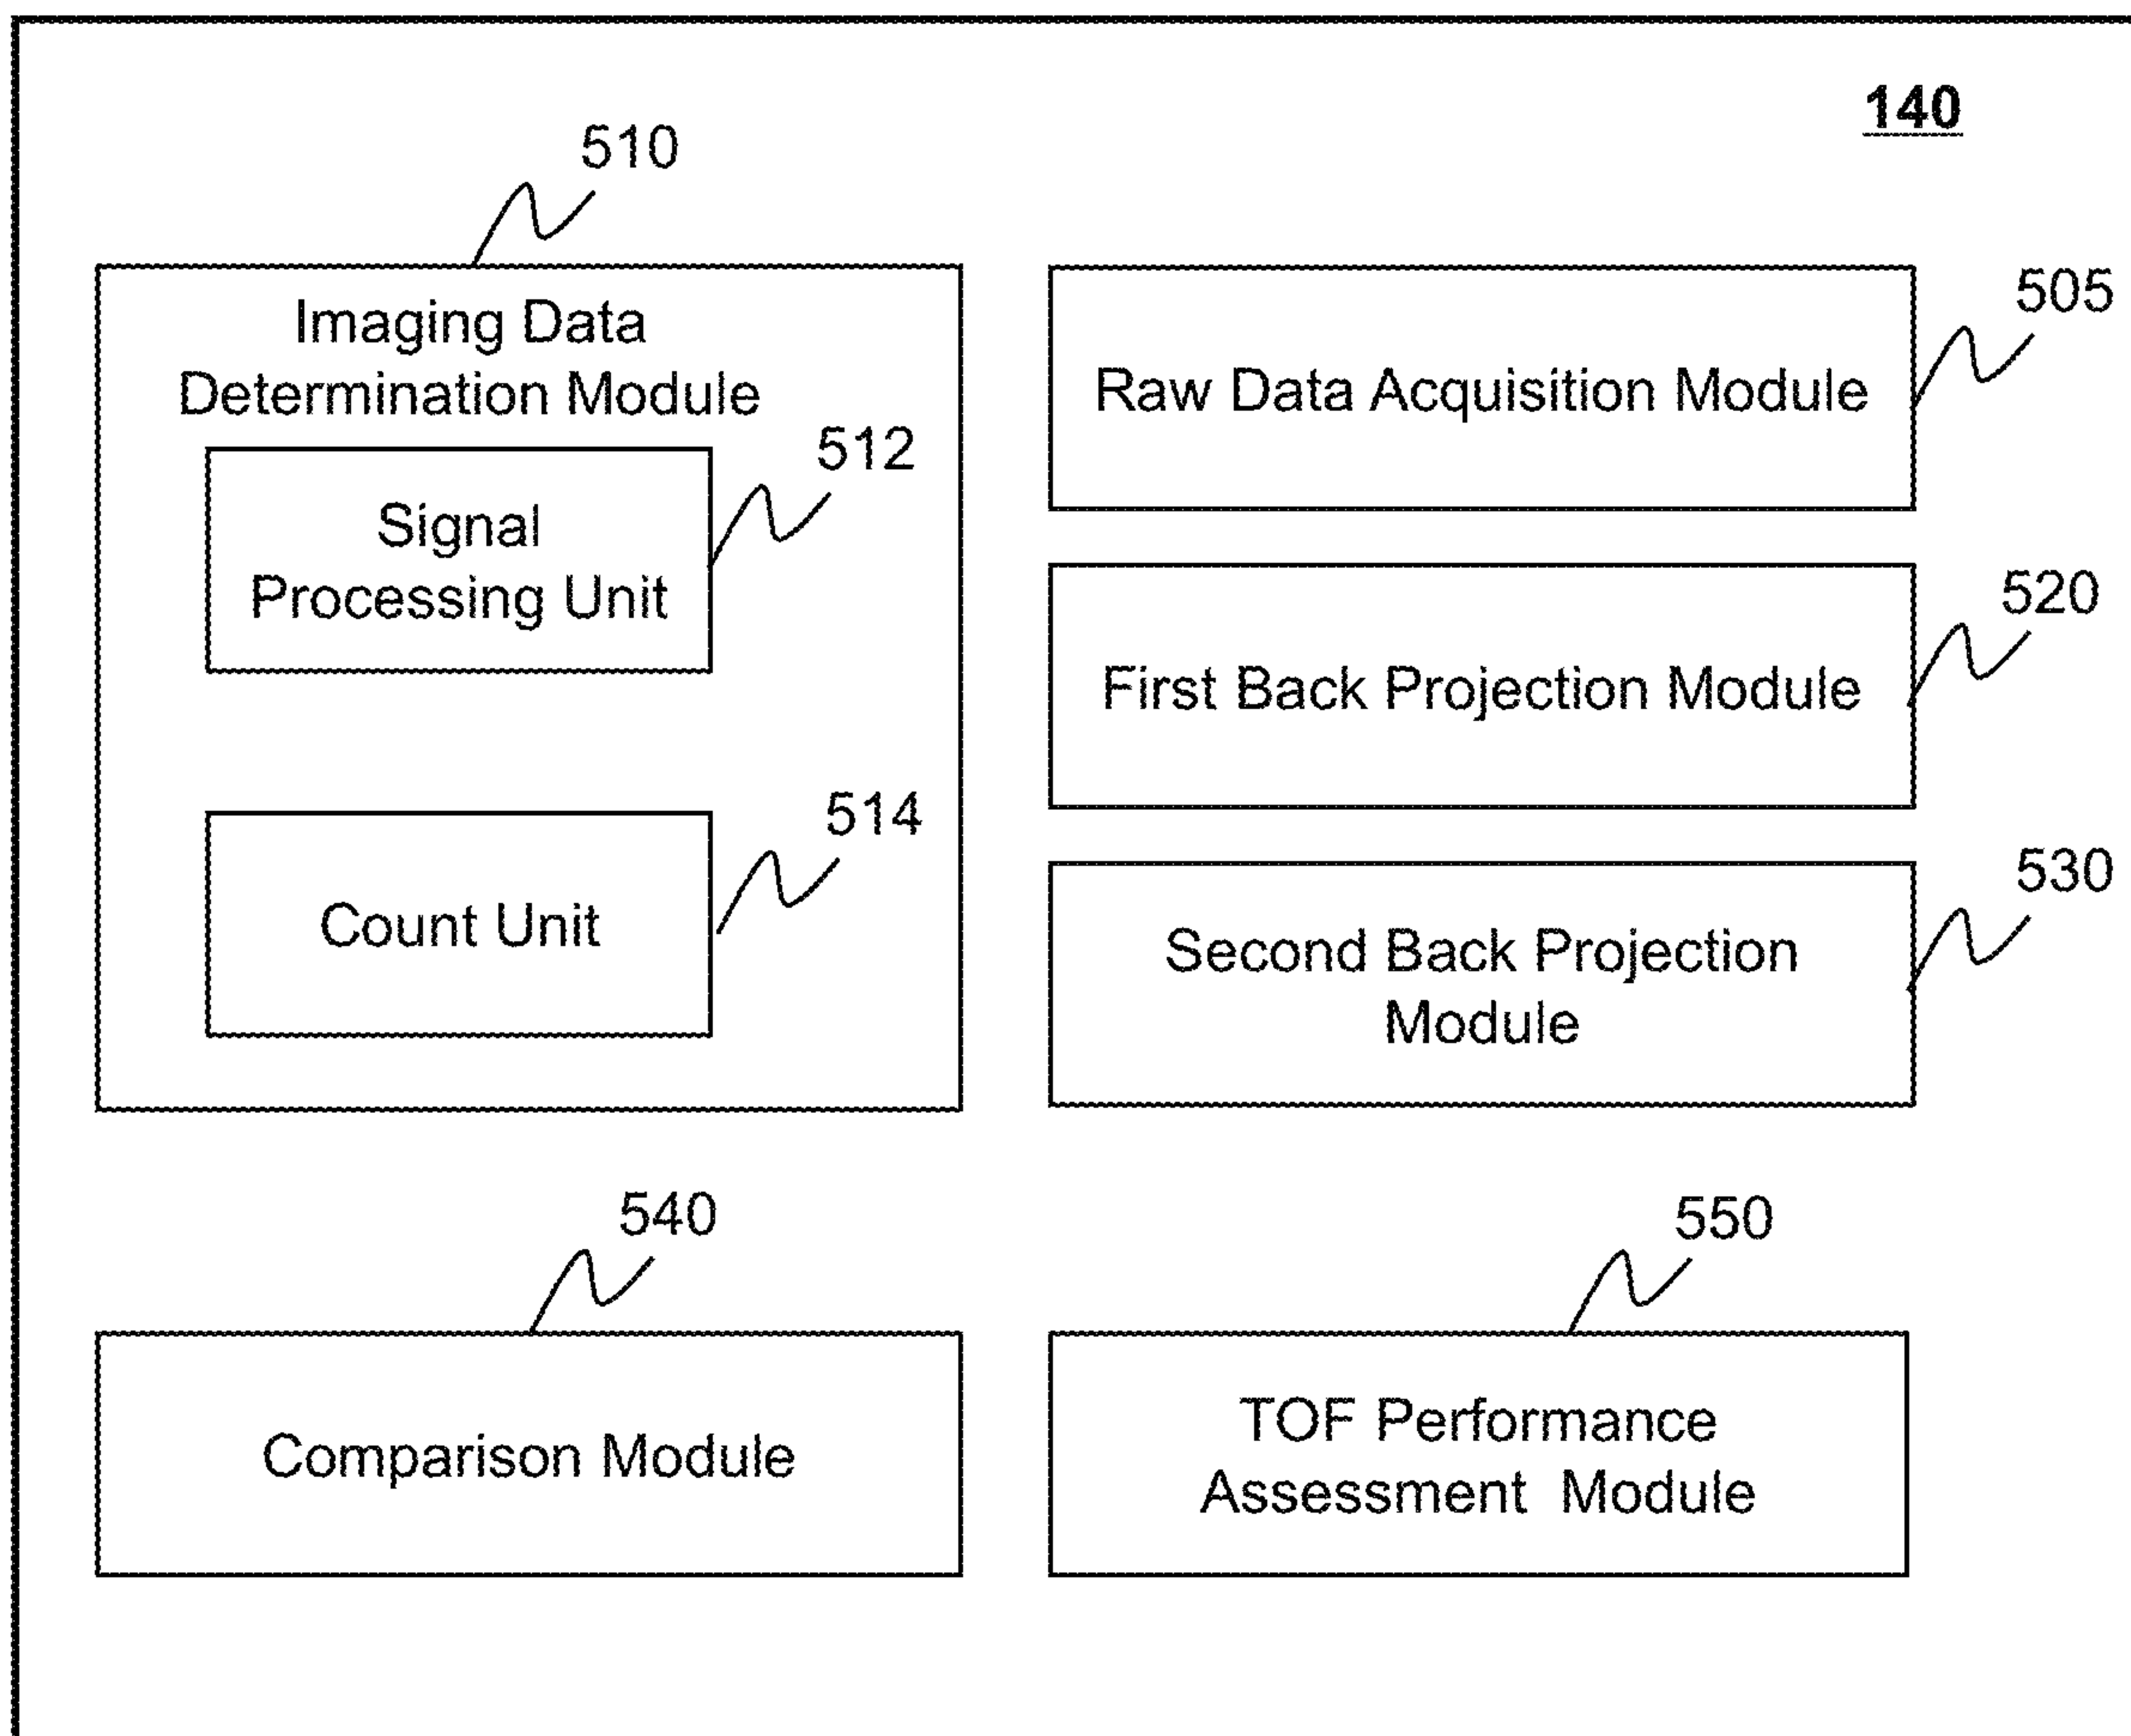 140
510
Imaging Data
Determination Module
512
Signal
Processing Unit
514
Count Unit
505
Raw Data Acquisition Module
520
First Back Projection Module
530
Second Back Projection
Module
540
Comparison Module
550
TOF Performance
Assessment Module